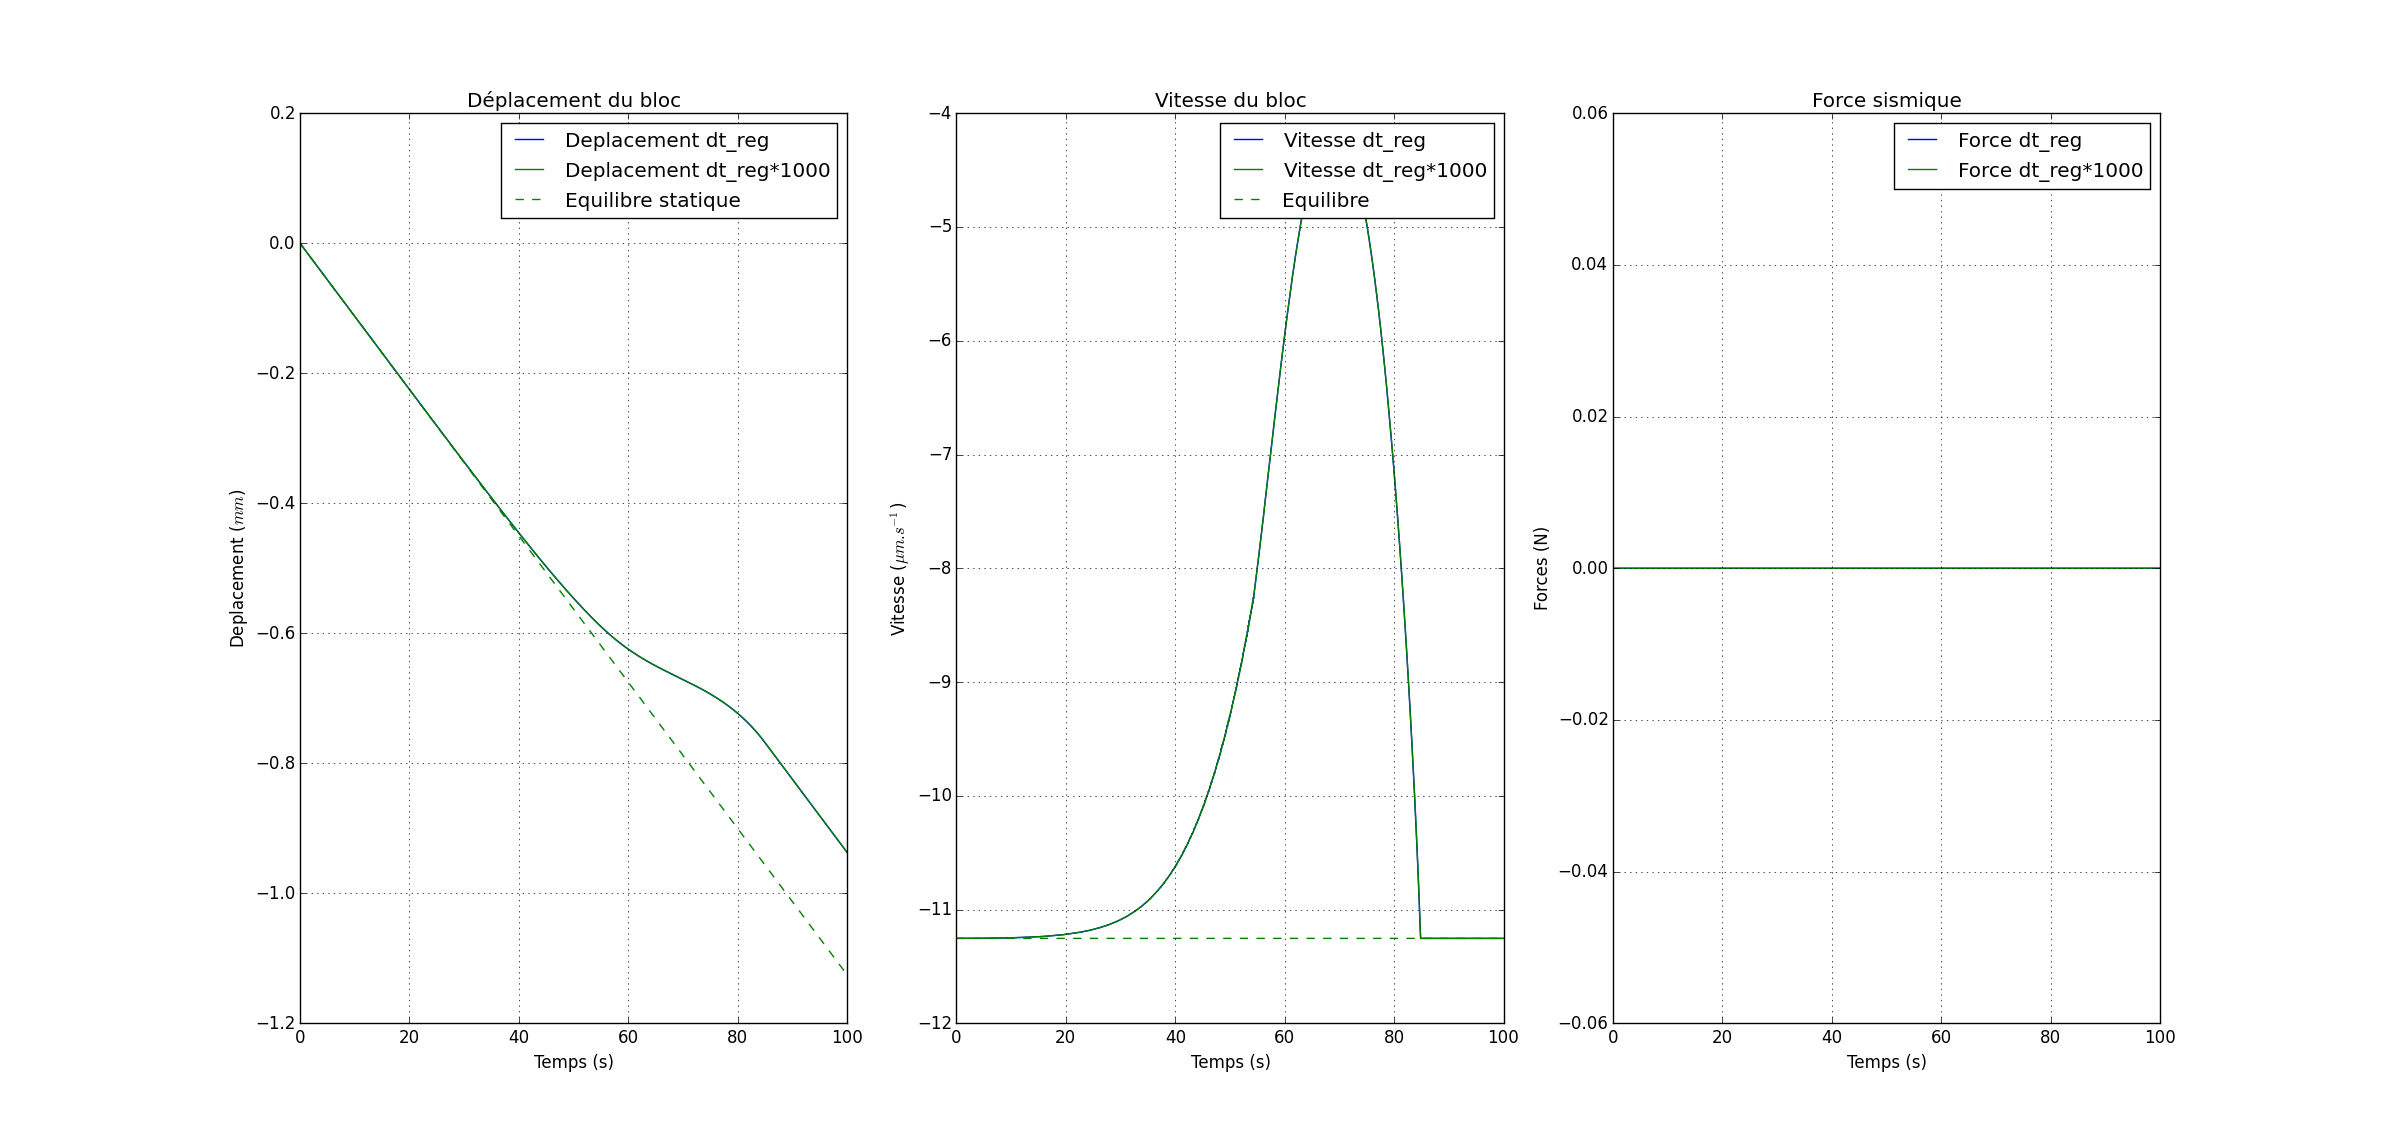 Déplacement du bloc
Deplacement dt_reg
Deplacement dt_reg*1000
Equilibre statique
0.2
0.0
−0.2
−0.4
−0.6
−0.8
−1.0
−1.2
Deplacement (mm)
0 20 40 60 80 100
Temps (s)
Vitesse du bloc
Vitesse dt_reg
Vitesse dt_reg*1000
Equilibre
−4
−5
−6
−7
−8
−9
−10
−11
−12
Vitesse (μm.s⁻¹)
0 20 40 60 80 100
Temps (s)
Force sismique
Force dt_reg
Force dt_reg*1000
0.06
0.04
0.02
0.00
−0.02
−0.04
−0.06
Forces (N)
0 20 40 60 80 100
Temps (s)